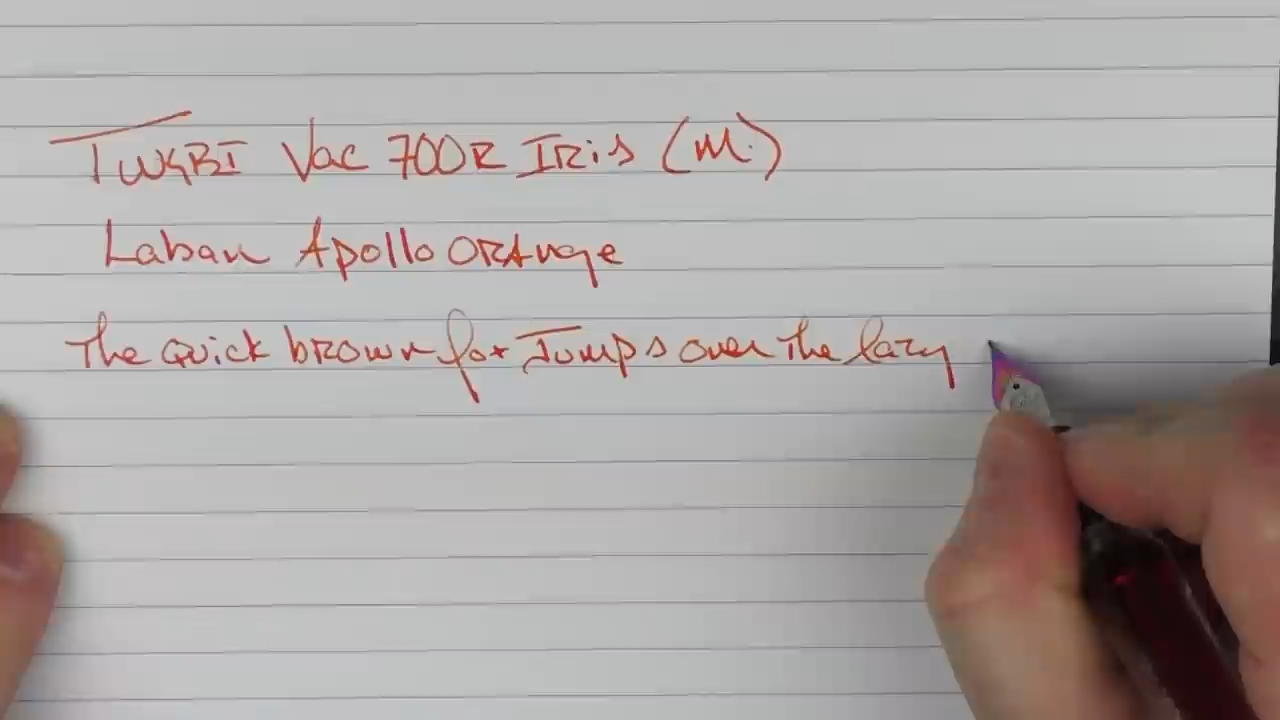 TWSBI Vac 700R IRis (M.)
Laban Apollo ORAnge
The Quick bROWN fox Jumps over The lazy